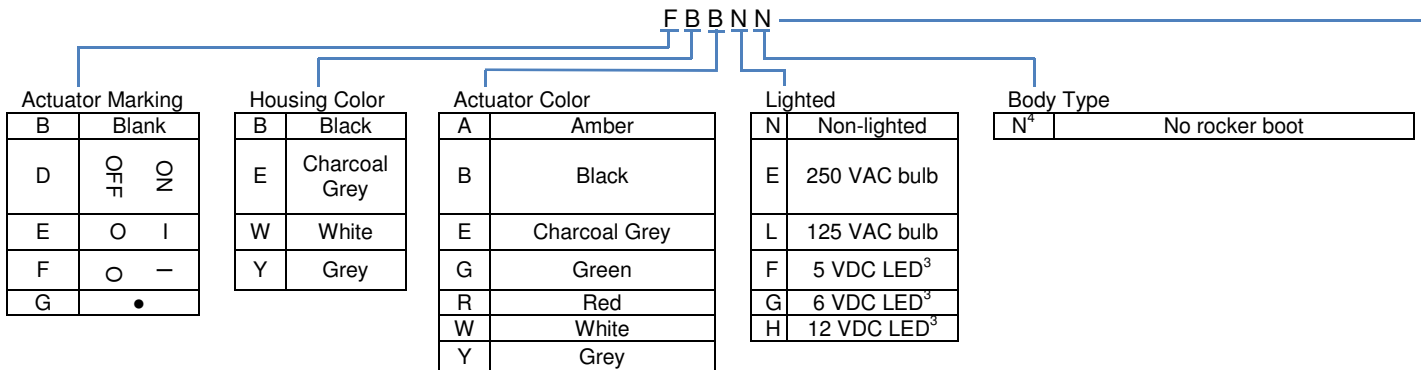 F B B N N
Actuator Marking
B Blank
D OFF ON
E O I
F O –
G ●
Housing Color
B Black
E Charcoal
Grey
W White
Y Grey
Actuator Color
A Amber
B Black
E Charcoal Grey
G Green
R Red
W White
Y Grey
Lighted
N Non-lighted
E 250 VAC bulb
L 125 VAC bulb
F 5 VDC LED³
G 6 VDC LED³
H 12 VDC LED³
Body Type
N⁴ No rocker boot